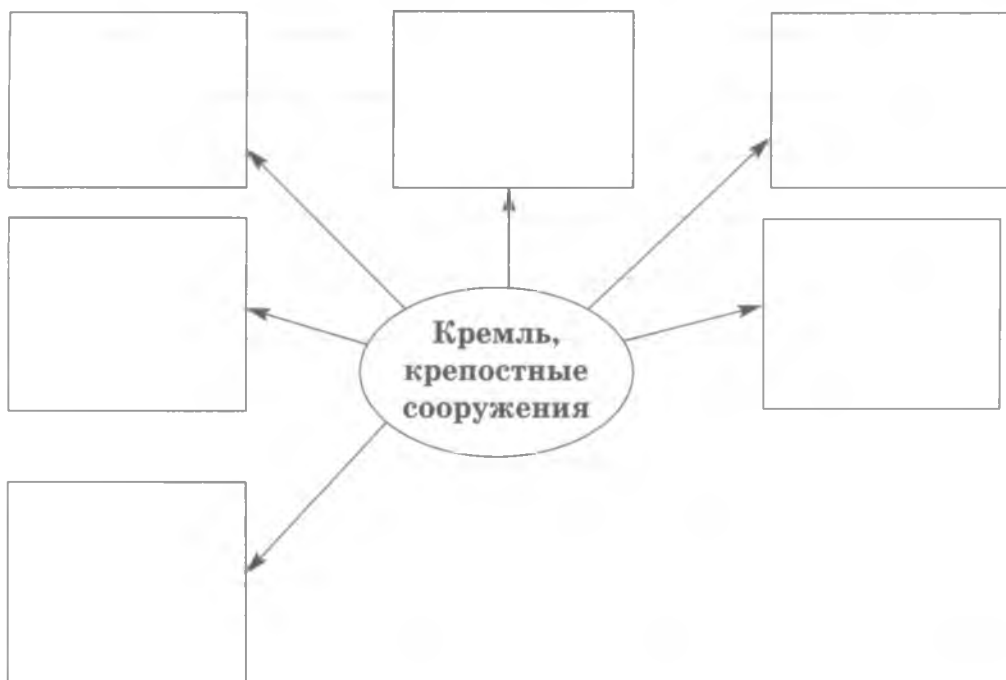 Кремль,
крепостные
сооружения